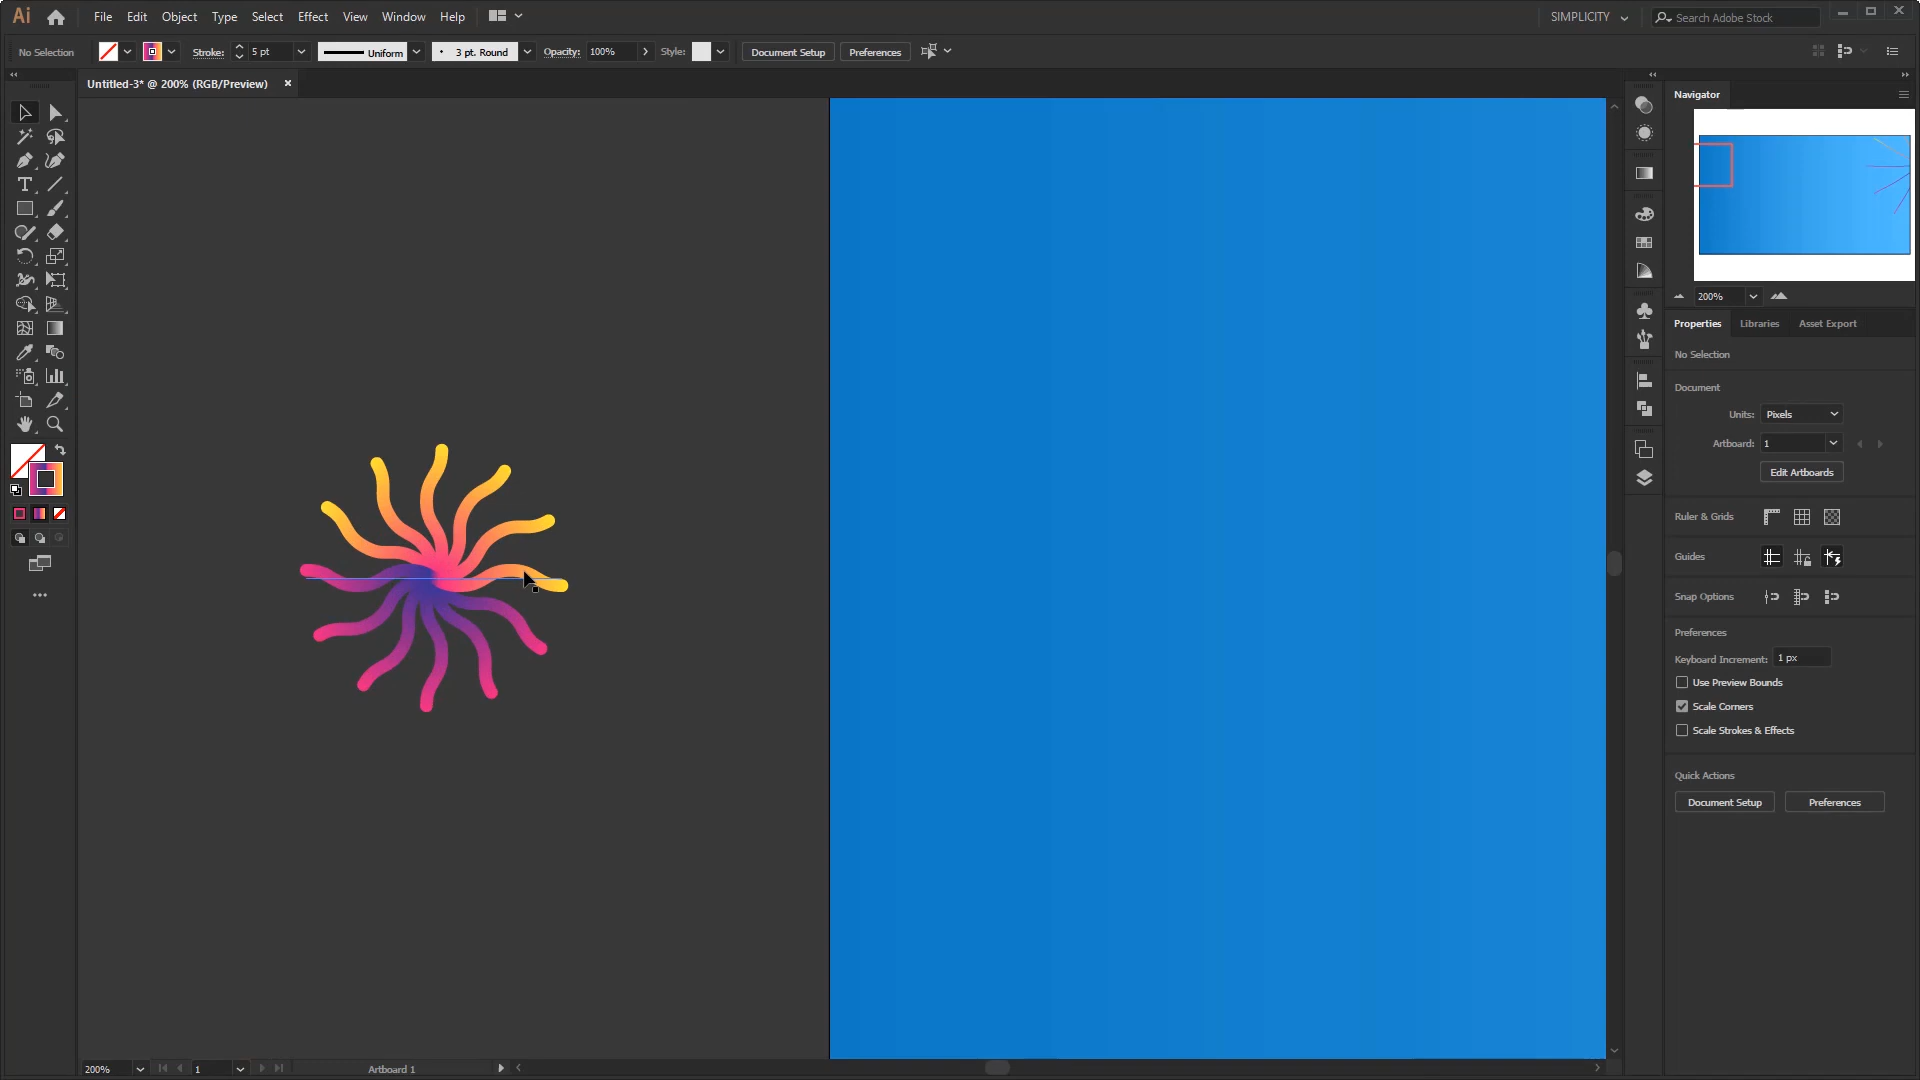 Ai File Edit Object Type Select Effect View Window Help SIMPLICITY Search Adobe Stock
No Selection Stroke: 5 pt Uniform 3 pt. Round Opacity: 100% Style: Document Setup Preferences
Untitled-3* @ 200% (RGB/Preview)
Navigator
200%
Properties Libraries Asset Export
No Selection
Document
Units: Pixels
Artboard: 1
Edit Artboards
Ruler & Grids
Guides
Snap Options
Preferences
Keyboard Increment: 1 px
Use Preview Bounds
Scale Corners
Scale Strokes & Effects
Quick Actions
Document Setup Preferences
200% 1 Artboard 1